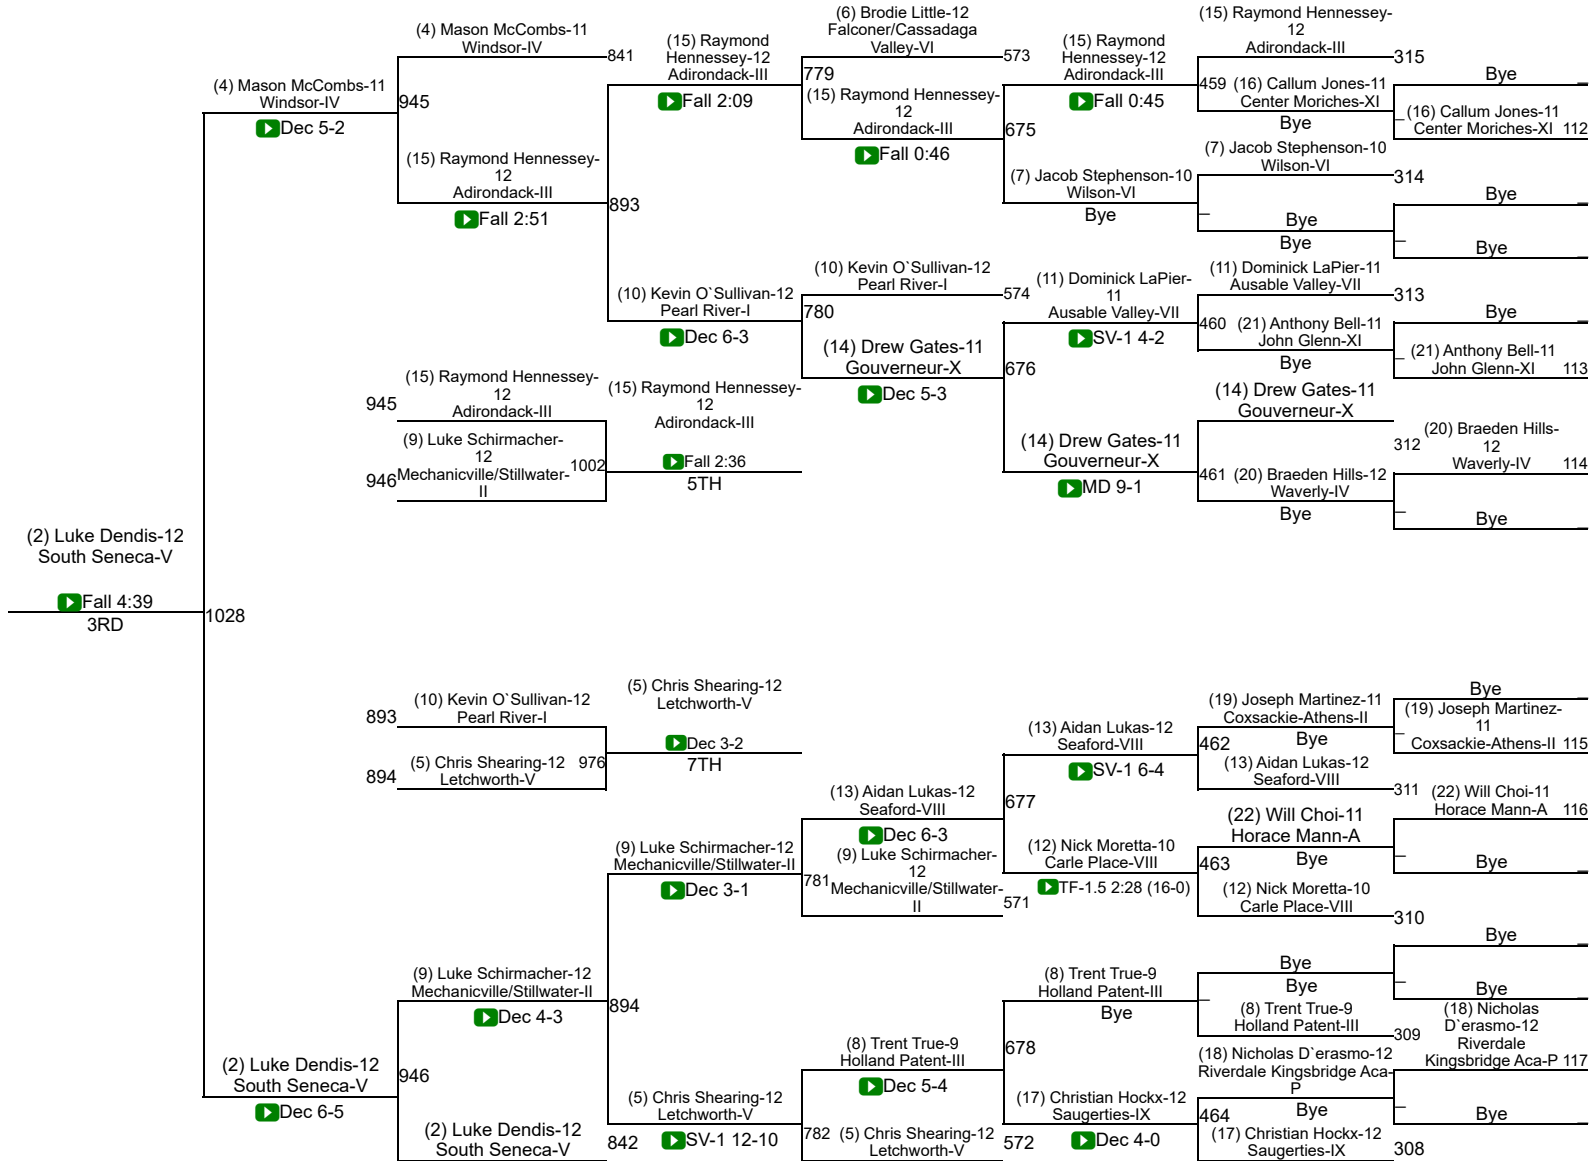 (4) Mason McCombs-11
Windsor-IV
841
(6) Brodie Little-12
Falconer/Cassadaga
Valley-VI
573
(15) Raymond Hennessey-
12
Adirondack-III
315
(15) Raymond
Hennessey-12
Adirondack-III
Fall 2:09
(15) Raymond
Hennessey-12
Adirondack-III
Fall 0:45
Bye
(4) Mason McCombs-11
Windsor-IV
Dec 5-2
945
779
(15) Raymond Hennessey-
12
Adirondack-III
Fall 0:46
459
(16) Callum Jones-11
Center Moriches-XI
Bye
(16) Callum Jones-11
Center Moriches-XI 112
675
(15) Raymond Hennessey-
12
Adirondack-III
Fall 2:51
893
(7) Jacob Stephenson-10
Wilson-VI
Bye
(7) Jacob Stephenson-10
Wilson-VI
314
Bye
Bye
Bye
Bye
(10) Kevin O`Sullivan-12
Pearl River-I
Dec 6-3
(10) Kevin O`Sullivan-12
Pearl River-I
574
780
(11) Dominick LaPier-
11
Ausable Valley-VII
SV-1 4-2
(11) Dominick LaPier-11
Ausable Valley-VII
313
Bye
460
(21) Anthony Bell-11
John Glenn-XI
Bye
(21) Anthony Bell-11
John Glenn-XI 113
(14) Drew Gates-11
Gouverneur-X
Dec 5-3
676
945
(15) Raymond Hennessey-
12
Adirondack-III
(15) Raymond Hennessey-
12
Adirondack-III
Fall 2:36
5TH
946
(9) Luke Schirmacher-
12
Mechanicville/Stillwater-
II
1002
(14) Drew Gates-11
Gouverneur-X
MD 9-1
(14) Drew Gates-11
Gouverneur-X
312
(20) Braeden Hills-
12
Waverly-IV 114
461
(20) Braeden Hills-12
Waverly-IV
Bye
Bye
(2) Luke Dendis-12
South Seneca-V
Fall 4:39
3RD
1028
893
(10) Kevin O`Sullivan-12
Pearl River-I
(5) Chris Shearing-12
Letchworth-V
Dec 3-2
7TH
894
(5) Chris Shearing-12
Letchworth-V
976
(13) Aidan Lukas-12
Seaford-VIII
SV-1 6-4
(19) Joseph Martinez-11
Coxsackie-Athens-II
Bye
Bye
(19) Joseph Martinez-
11
Coxsackie-Athens-II 115
462
(13) Aidan Lukas-12
Seaford-VIII
311
(13) Aidan Lukas-12
Seaford-VIII
Dec 6-3
677
(22) Will Choi-11
Horace Mann-A
Bye
(22) Will Choi-11
Horace Mann-A 116
Bye
(9) Luke Schirmacher-12
Mechanicville/Stillwater-II
Dec 3-1
781
(9) Luke Schirmacher-
12
Mechanicville/Stillwater-
II
571
(12) Nick Moretta-10
Carle Place-VIII
TF-1.5 2:28 (16-0)
463
(12) Nick Moretta-10
Carle Place-VIII
310
Bye
(9) Luke Schirmacher-12
Mechanicville/Stillwater-II
Dec 4-3
894
(8) Trent True-9
Holland Patent-III
Bye
Bye
Bye
(8) Trent True-9
Holland Patent-III
309
Bye
(18) Nicholas
D`erasmo-12
Riverdale
Kingsbridge Aca-P 117
(8) Trent True-9
Holland Patent-III
Dec 5-4
678
(2) Luke Dendis-12
South Seneca-V
Dec 6-5
946
(18) Nicholas D`erasmo-12
Riverdale Kingsbridge Aca-
P
Bye
Bye
(5) Chris Shearing-12
Letchworth-V
SV-1 12-10
(17) Christian Hockx-12
Saugerties-IX
Dec 4-0
464
(17) Christian Hockx-12
Saugerties-IX
308
(2) Luke Dendis-12
South Seneca-V
842
782
(5) Chris Shearing-12
Letchworth-V
572